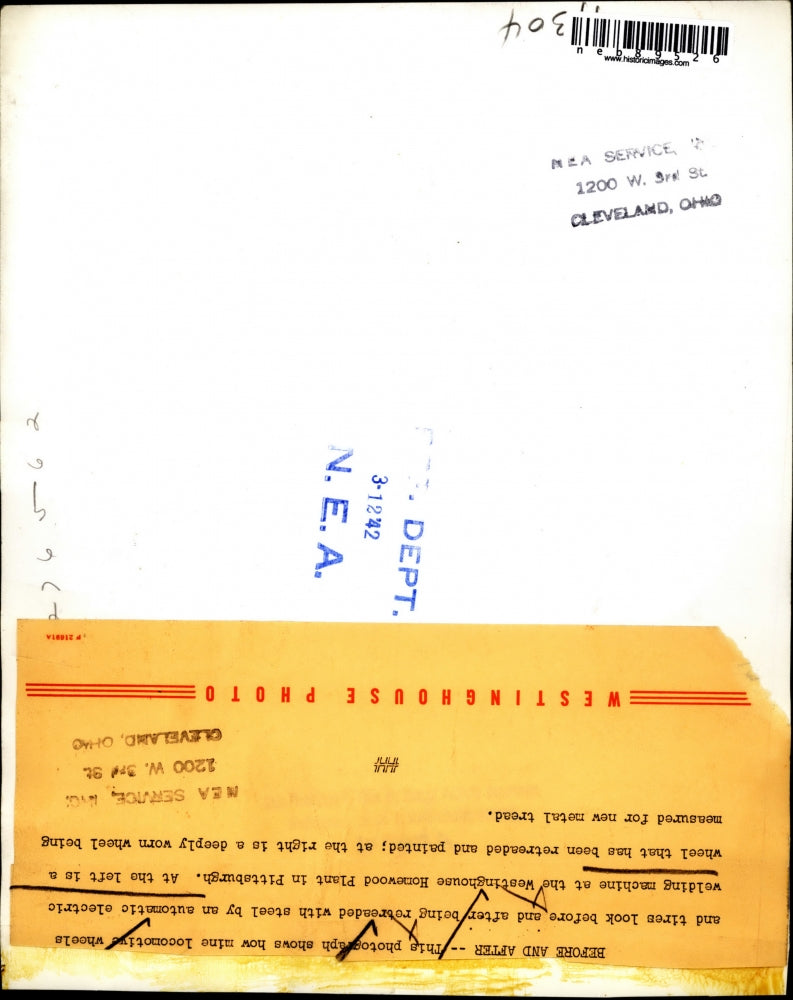 304
neb89526
www.historicimages.com
NEA SERVICE,
1200 W. 3rd St.
CLEVELAND, OHIO
DEPT.
3-1242
N. E. A.
BEFORE AND AFTER -- This photograph shows how mine locomotive wheels
and tires look before and after being retreaded with steel by an automatic electric
welding machine at the Westinghouse Homewood Plant in Pittsburgh. At the left is a
wheel that has been retreaded and painted; at the right is a deeply worn wheel being
measured for new metal tread.
###
NEA SERVICE, INC.
1200 W. 3rd St.
CLEVELAND, OHIO
WESTINGHOUSE PHOTO